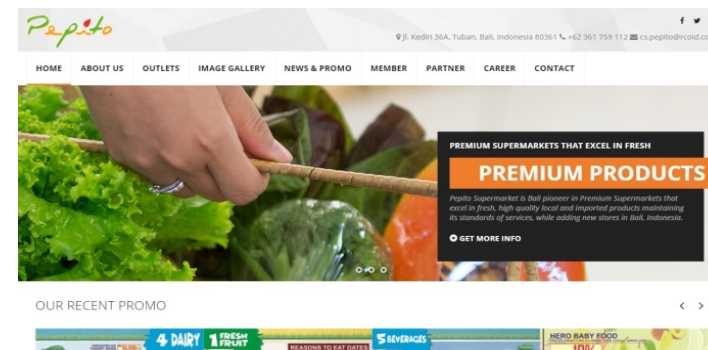 Pepito
Jl. Kediri 36A, Tuban, Bali, Indonesia 80361 +62 361 759 112 cs.pepito@rcoid.co
HOME ABOUT US OUTLETS IMAGE GALLERY NEWS & PROMO MEMBER PARTNER CAREER CONTACT
PREMIUM SUPERMARKETS THAT EXCEL IN FRESH
PREMIUM PRODUCTS
Pepito Supermarket is Bali pioneer in Premium Supermarkets that
excel in fresh, high quality local and imported products maintaining
its standards of services, while adding new stores in Bali, Indonesia.
GET MORE INFO
OUR RECENT PROMO
4 DAIRY 1 FRESH FRUIT
REASONS TO EAT DATES
5 BEVERAGES
HERO BABY FOOD